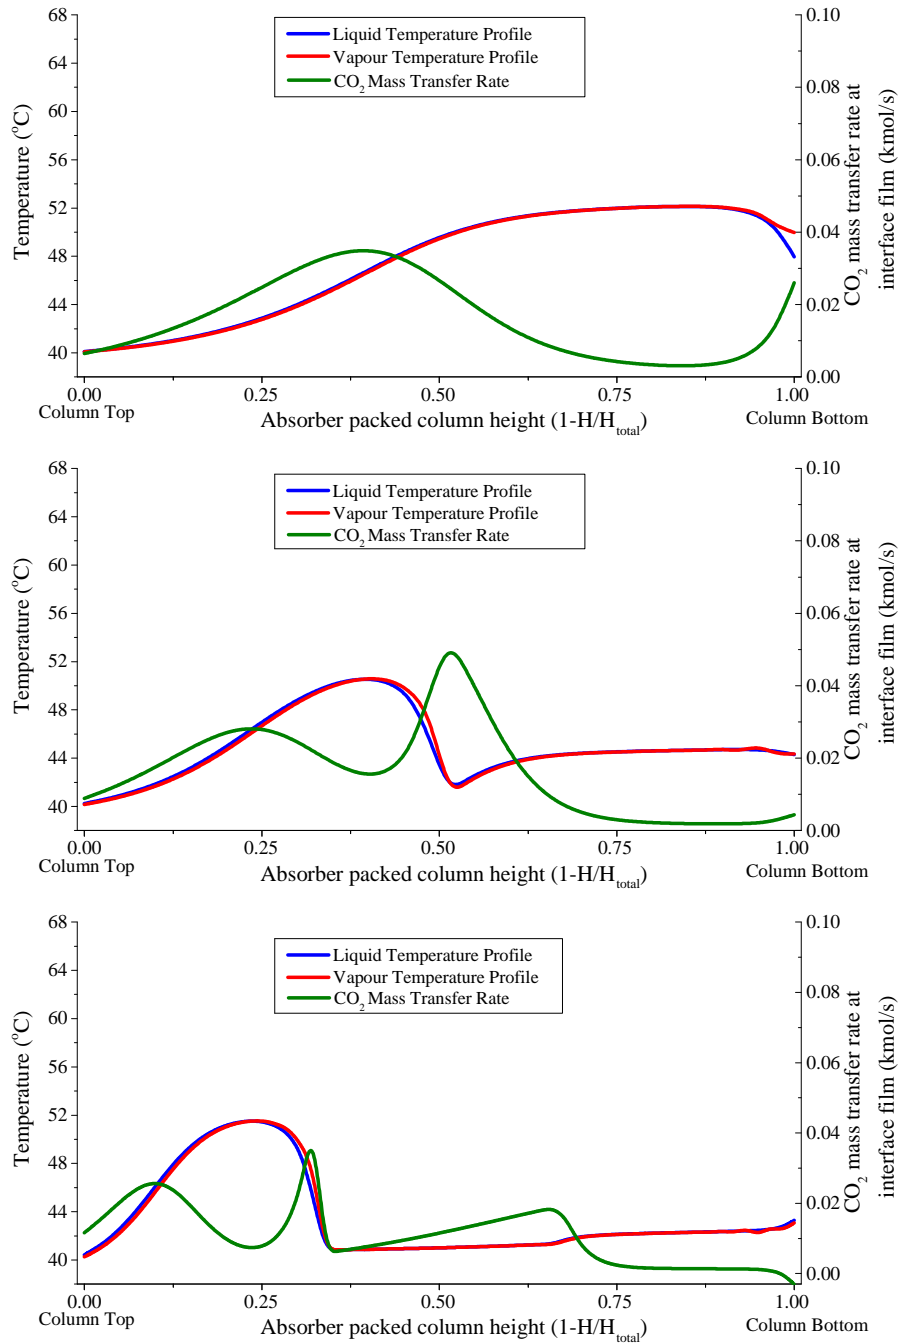 68
64
60
56
52
48
44
40
Temperature (°C)
Liquid Temperature Profile
Vapour Temperature Profile
CO₂ Mass Transfer Rate
0.10
0.08
0.06
0.04
0.02
0.00
CO₂ mass transfer rate at
interface film (kmol/s)
0.00 0.25 0.50 0.75 1.00
Column Top
Absorber packed column height (1-H/H_total)
Column Bottom
68
64
60
56
52
48
44
40
Temperature (°C)
Liquid Temperature Profile
Vapour Temperature Profile
CO₂ Mass Transfer Rate
0.10
0.08
0.06
0.04
0.02
0.00
CO₂ mass transfer rate at
interface film (kmol/s)
0.00 0.25 0.50 0.75 1.00
Column Top
Absorber packed column height (1-H/H_total)
Column Bottom
68
64
60
56
52
48
44
40
Temperature (°C)
Liquid Temperature Profile
Vapour Temperature Profile
CO₂ Mass Transfer Rate
0.10
0.08
0.06
0.04
0.02
0.00
CO₂ mass transfer rate at
interface film (kmol/s)
0.00 0.25 0.50 0.75 1.00
Column Top
Absorber packed column height (1-H/H_total)
Column Bottom